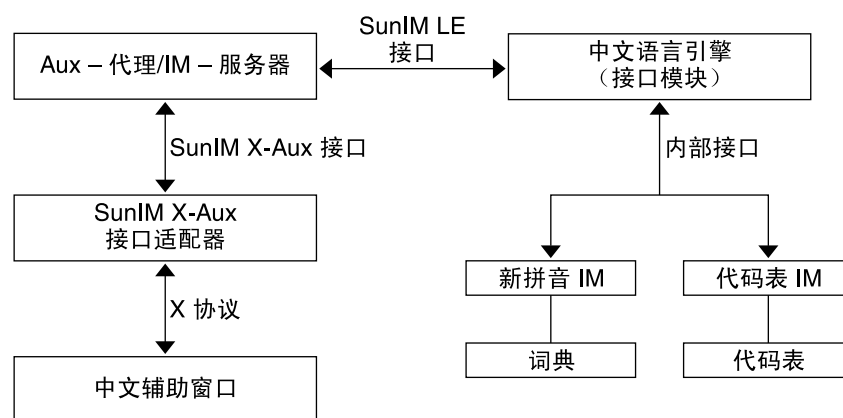 SunIM LE
接口
Aux – 代理/IM – 服务器
中文语言引擎
（接口模块）
SunIM X-Aux 接口
内部接口
SunIM X-Aux
接口适配器
新拼音 IM
代码表 IM
X 协议
词典
代码表
中文辅助窗口